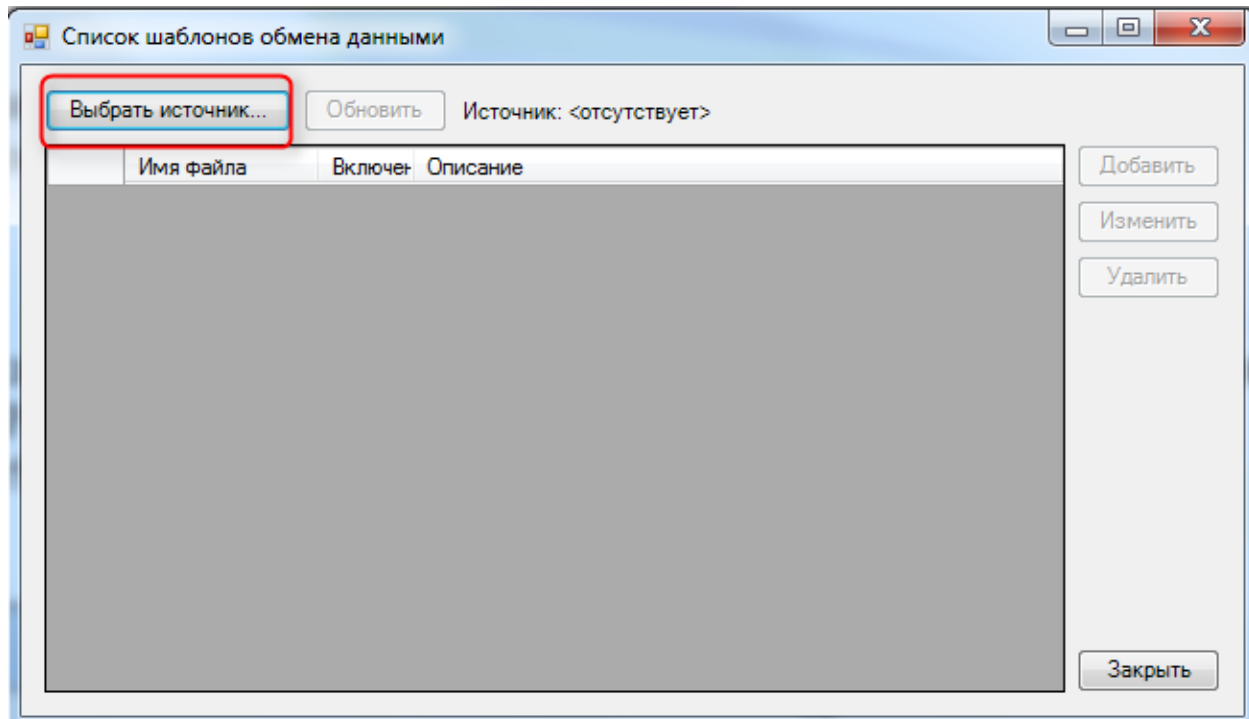 Список шаблонов обмена данными
Выбрать источник... Обновить Источник: <отсутствует>
Имя файла Включен Описание
Добавить
Изменить
Удалить
Закрыть